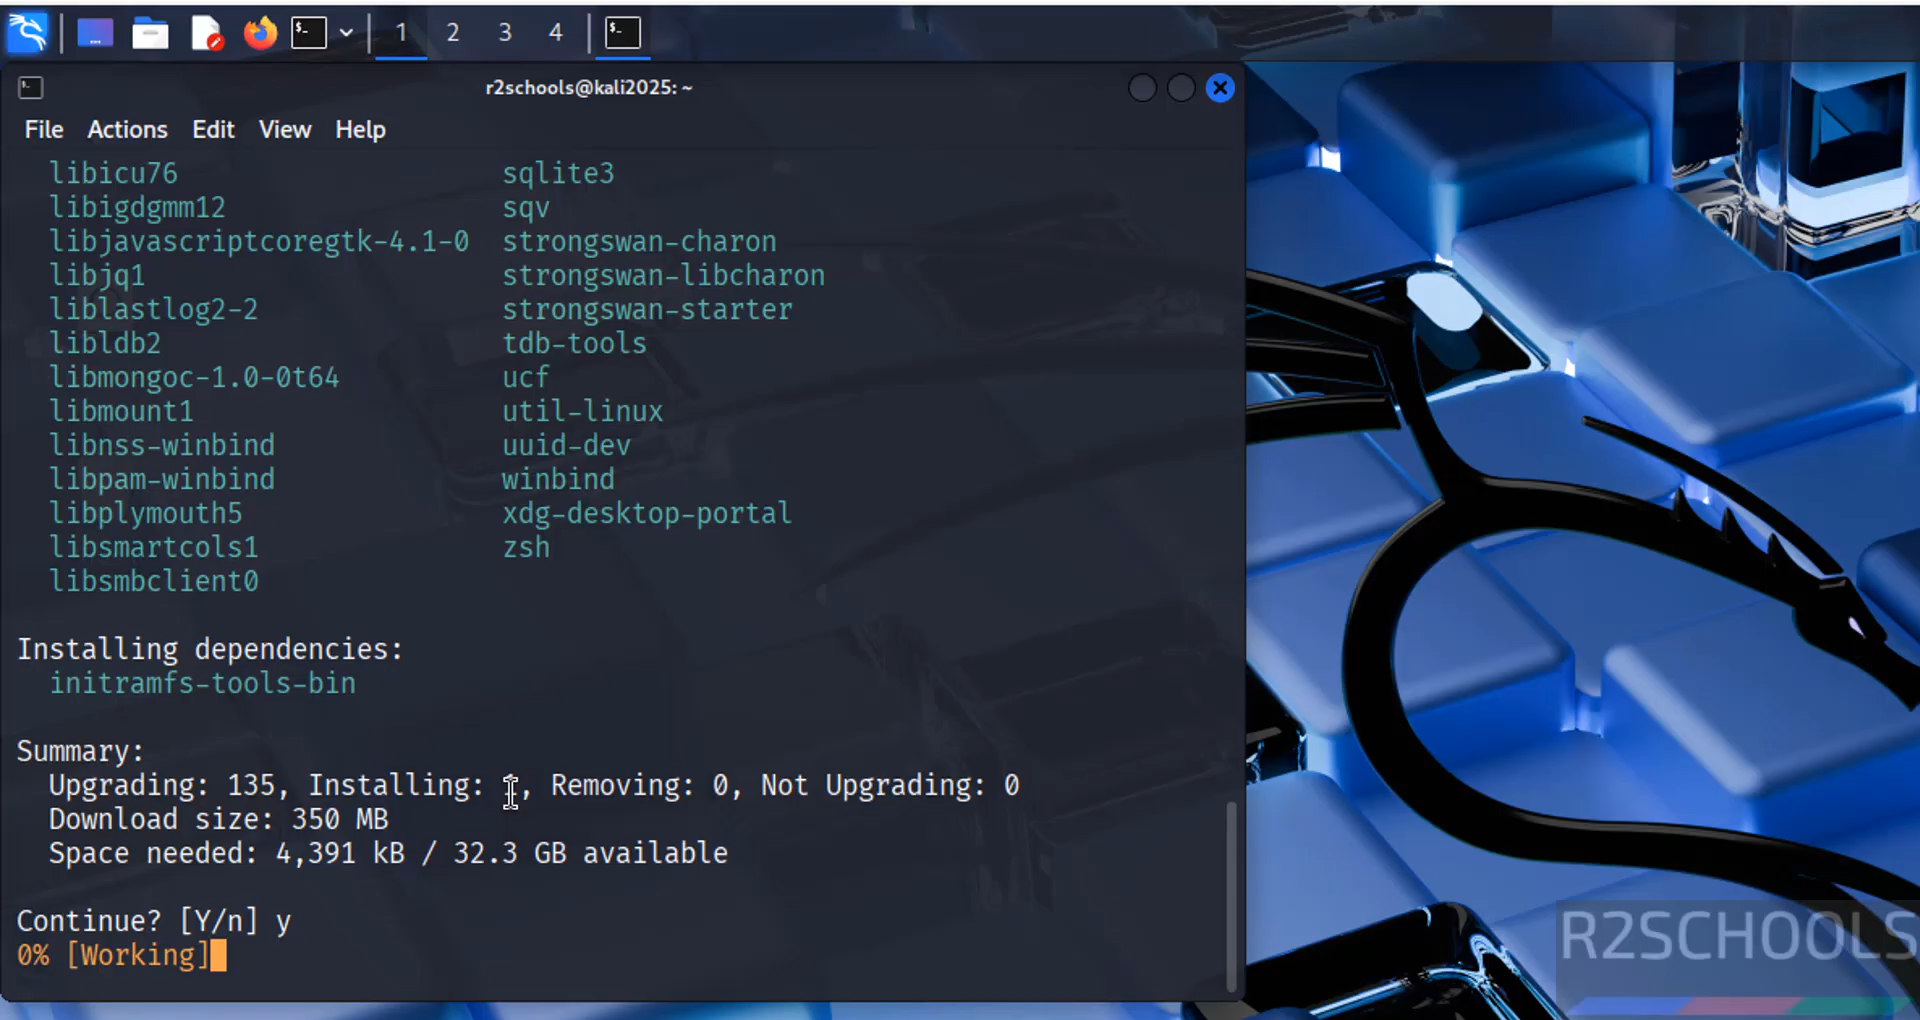 1 2 3 4
r2schools@kali2025: ~
File Actions Edit View Help
libicu76 sqlite3
libigdgmm12 sqv
libjavascriptcoregtk-4.1-0 strongswan-charon
libjq1 strongswan-libcharon
liblastlog2-2 strongswan-starter
libldb2 tdb-tools
libmongoc-1.0-0t64 ucf
libmount1 util-linux
libnss-winbind uuid-dev
libpam-winbind winbind
libplymouth5 xdg-desktop-portal
libsmartcols1 zsh
libsmbclient0
Installing dependencies:
initramfs-tools-bin
Summary:
Upgrading: 135, Installing: , Removing: 0, Not Upgrading: 0
Download size: 350 MB
Space needed: 4,391 kB / 32.3 GB available
Continue? [Y/n] y
0% [Working]
R2SCHOOLS